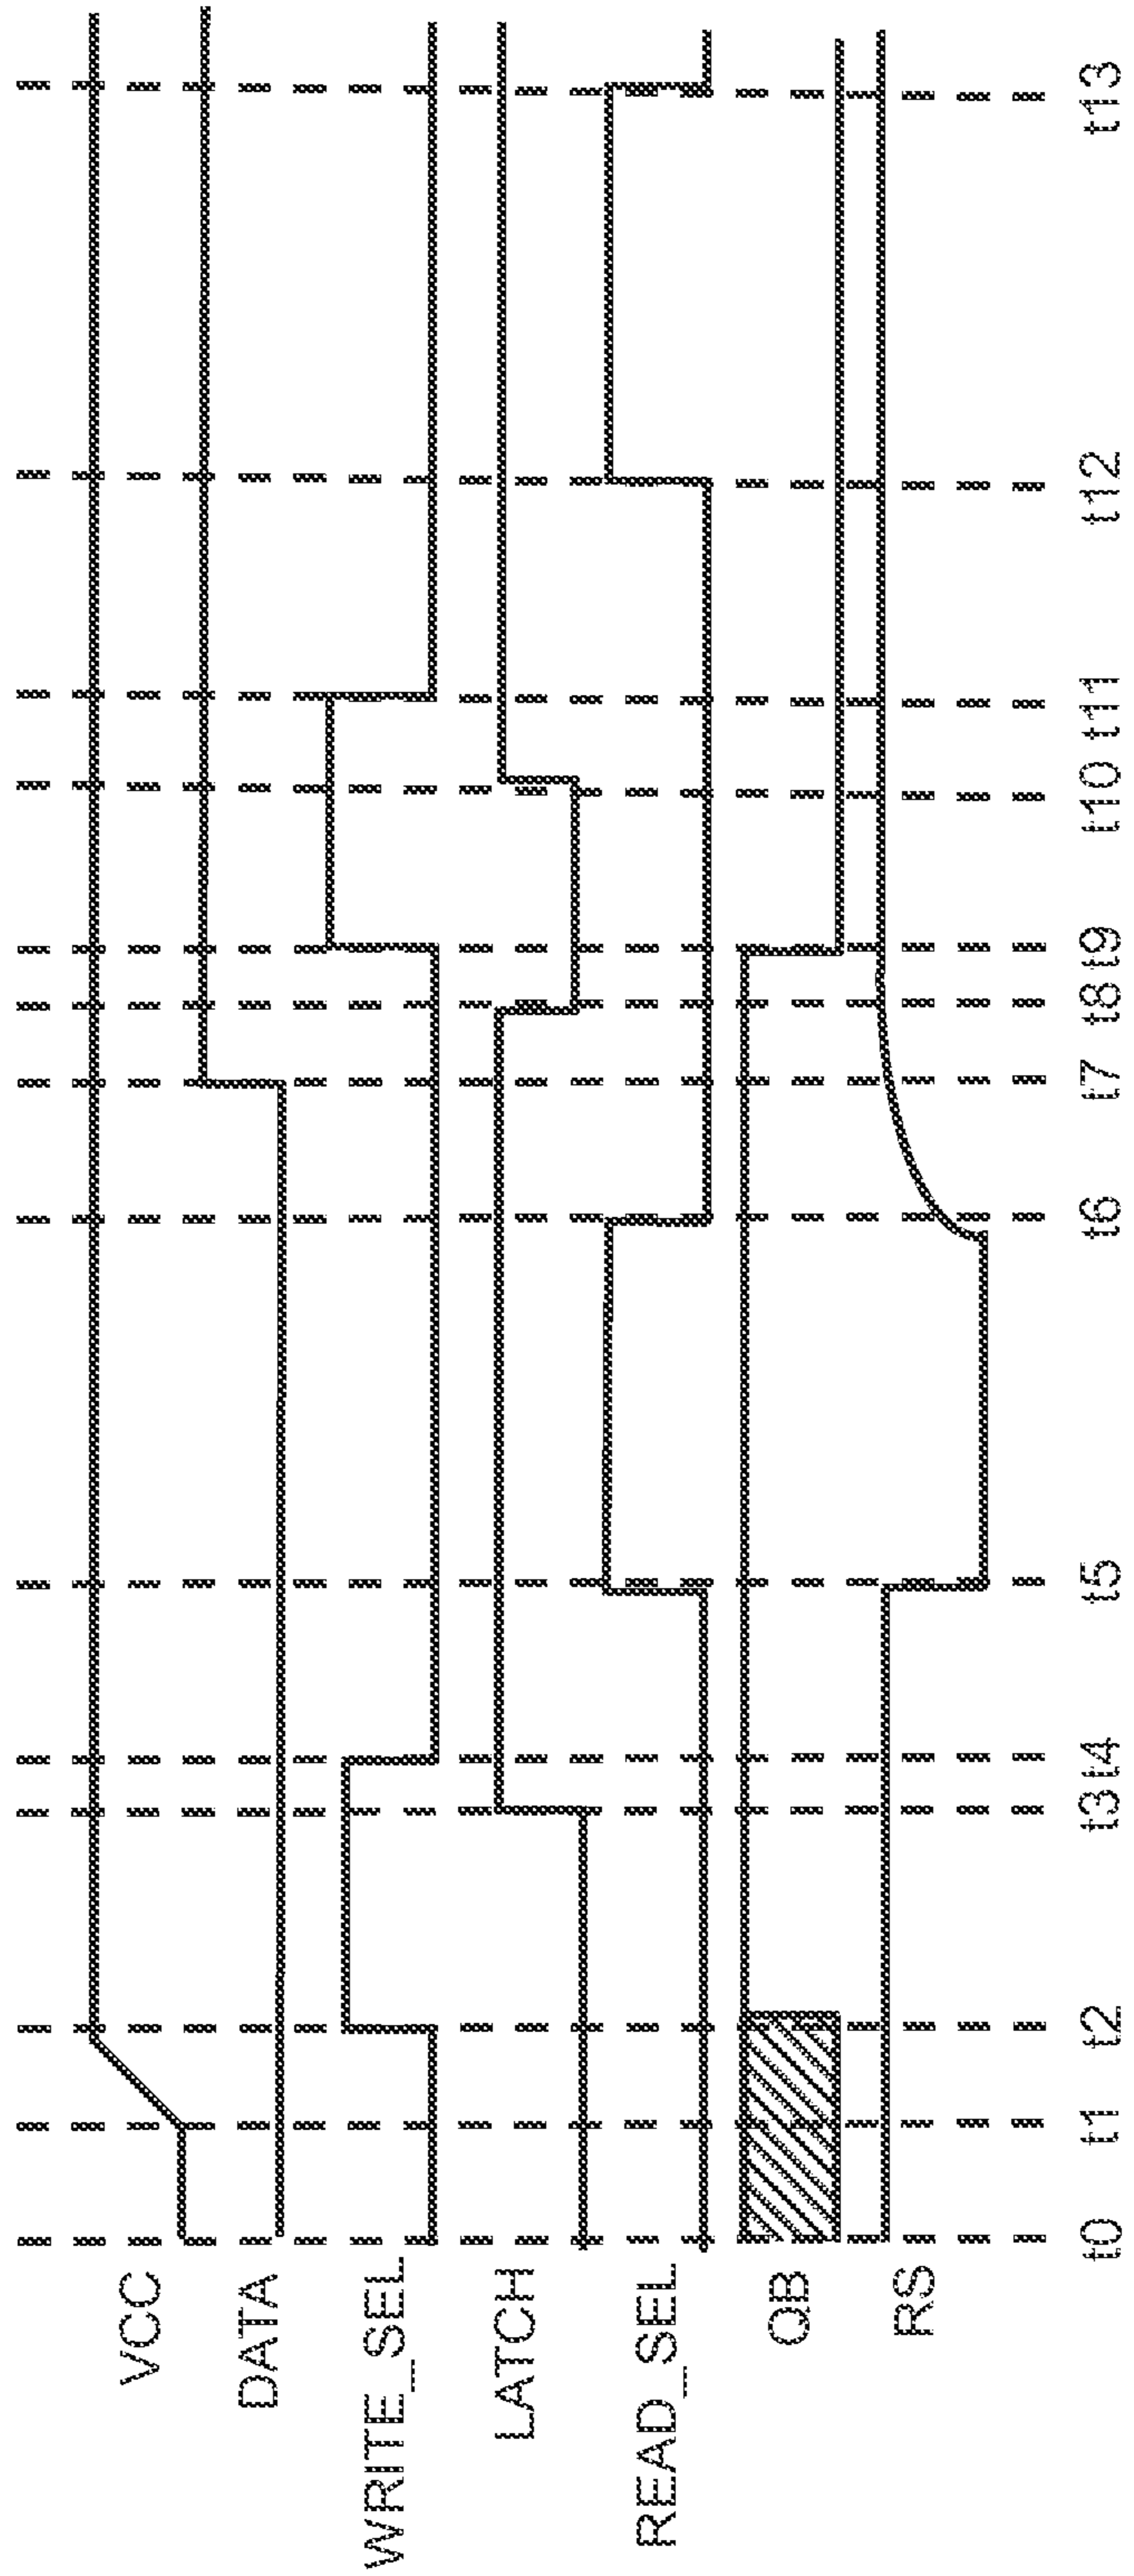 VCC
DATA
WRITE_SEL
LATCH
READ_SEL
QB
RS
t0 t1 t2 t3 t4 t5 t6 t7 t8 t9 t10 t11 t12 t13